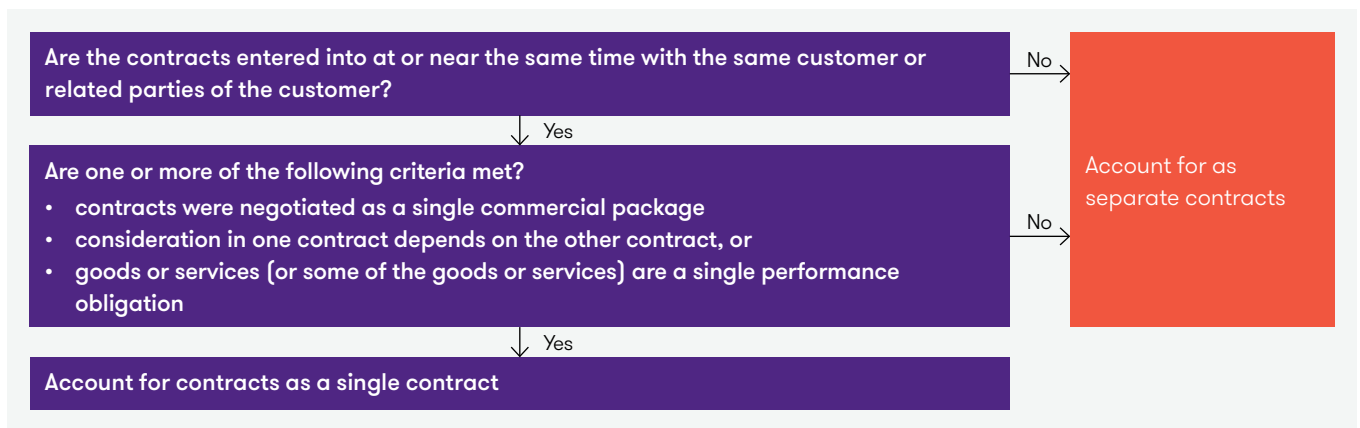 Are the contracts entered into at or near the same time with the same customer or
related parties of the customer?
No
Yes
Are one or more of the following criteria met?
• contracts were negotiated as a single commercial package
• consideration in one contract depends on the other contract, or
• goods or services (or some of the goods or services) are a single performance
obligation
No
Account for as
separate contracts
Yes
Account for contracts as a single contract